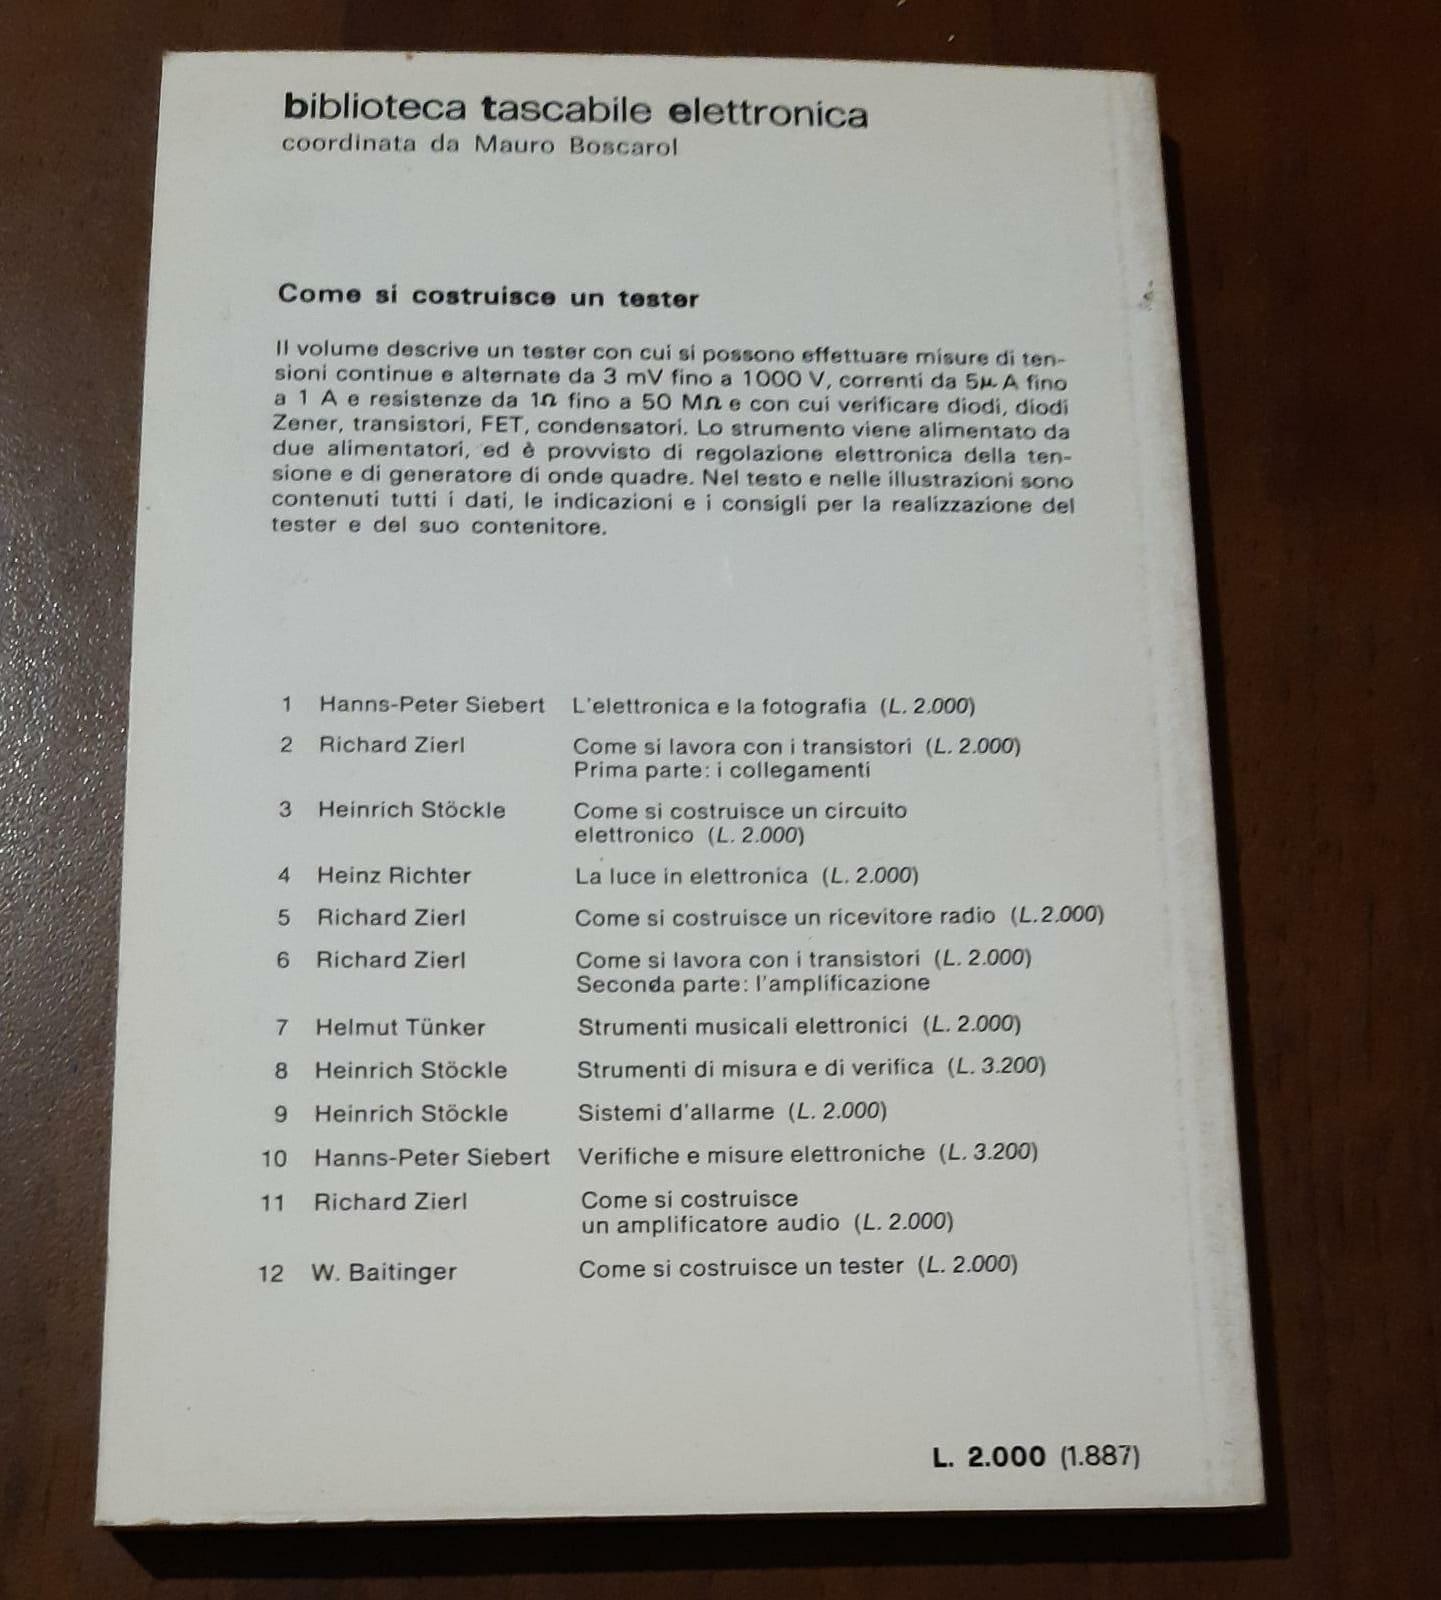 biblioteca tascabile elettronica
coordinata da Mauro Boscarol
Come si costruisce un tester
Il volume descrive un tester con cui si possono effettuare misure di ten-
sioni continue e alternate da 3 mV fino a 1000 V, correnti da 5μ A fino
a 1 A e resistenze da 1Ω fino a 50 MΩ e con cui verificare diodi, diodi
Zener, transistori, FET, condensatori. Lo strumento viene alimentato da
due alimentatori, ed è provvisto di regolazione elettronica della ten-
sione e di generatore di onde quadre. Nel testo e nelle illustrazioni sono
contenuti tutti i dati, le indicazioni e i consigli per la realizzazione del
tester e del suo contenitore.
1 Hanns-Peter Siebert L'elettronica e la fotografia (L. 2.000)
2 Richard Zierl Come si lavora con i transistori (L. 2.000)
Prima parte: i collegamenti
3 Heinrich Stöckle Come si costruisce un circuito
elettronico (L. 2.000)
4 Heinz Richter La luce in elettronica (L. 2.000)
5 Richard Zierl Come si costruisce un ricevitore radio (L.2.000)
6 Richard Zierl Come si lavora con i transistori (L. 2.000)
Seconda parte: l'amplificazione
7 Helmut Tünker Strumenti musicali elettronici (L. 2.000)
8 Heinrich Stöckle Strumenti di misura e di verifica (L. 3.200)
9 Heinrich Stöckle Sistemi d'allarme (L. 2.000)
10 Hanns-Peter Siebert Verifiche e misure elettroniche (L. 3.200)
11 Richard Zierl Come si costruisce
un amplificatore audio (L. 2.000)
12 W. Baitinger Come si costruisce un tester (L. 2.000)
L. 2.000 (1.887)